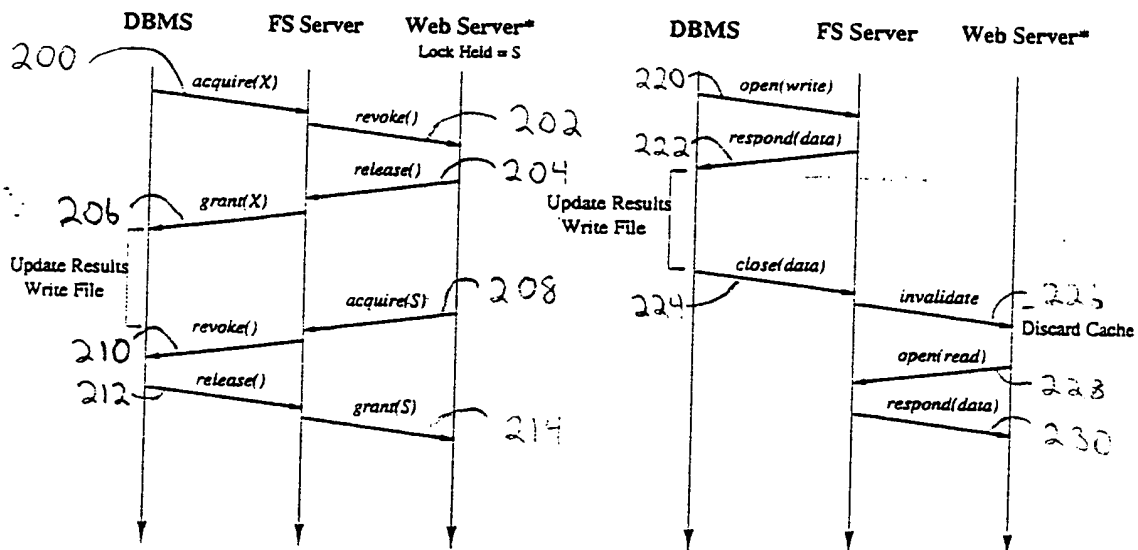 DBMS FS Server Web Server*
Lock Held = S
200
acquire(X)
revoke()
202
release()
204
206
grant(X)
Update Results
Write File
acquire(S)
208
revoke()
210
release()
212
grant(S)
214
DBMS FS Server Web Server*
220
open(write)
222
respond(data)
Update Results
Write File
close(data)
224
invalidate
Discard Cache
open(read)
228
respond(data)
230